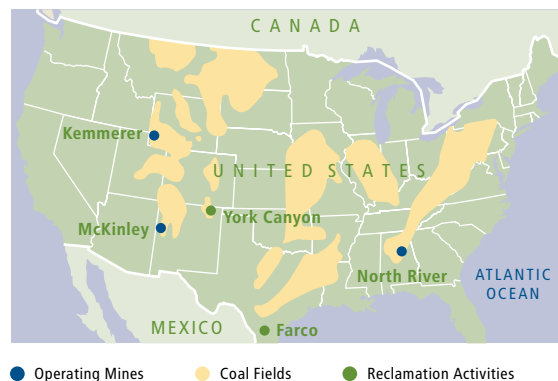 CANADA
Kemmerer
UNITED STATES
York Canyon
McKinley
North River
ATLANTIC
OCEAN
MEXICO
Farco
Operating Mines
Coal Fields
Reclamation Activities